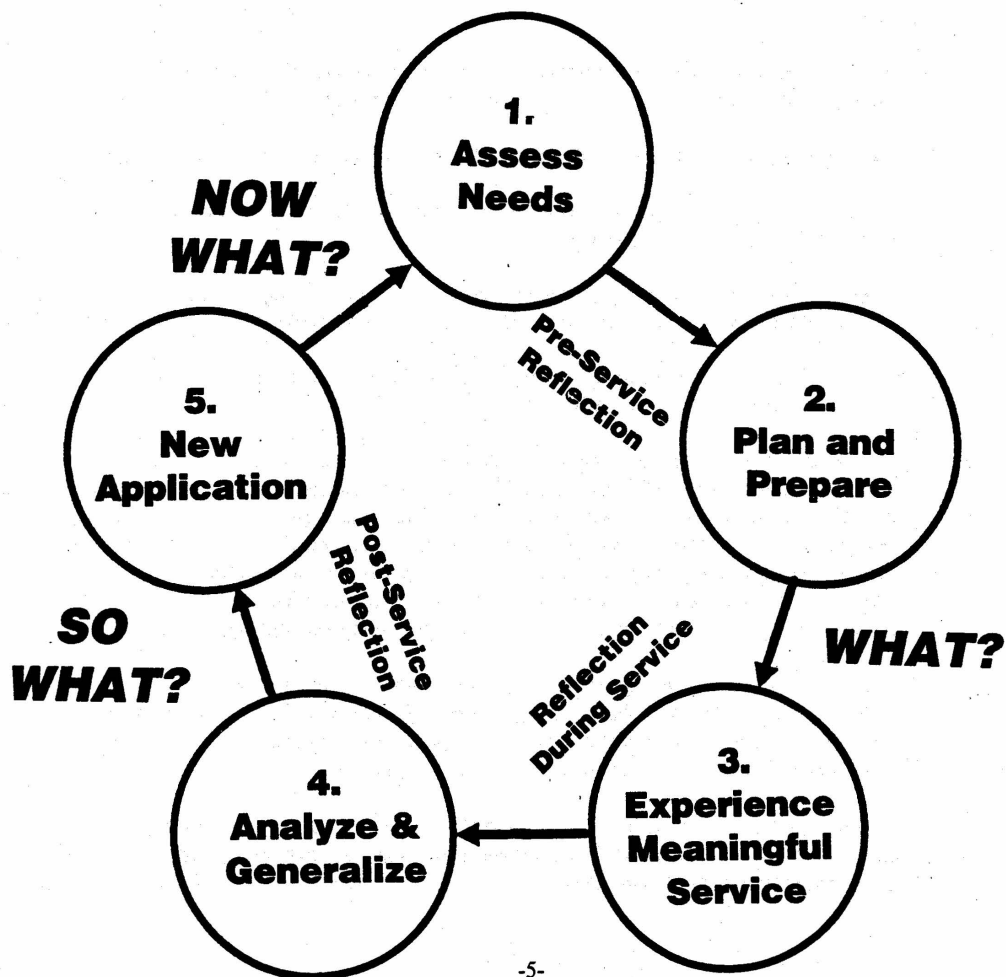 1.
Assess
Needs
NOW
WHAT?
Pre-Service
Reflection
2.
Plan and
Prepare
5.
New
Application
Post-Service
Reflection
SO
WHAT?
WHAT?
Reflection
During Service
3.
Experience
Meaningful
Service
4.
Analyze &
Generalize
-5-